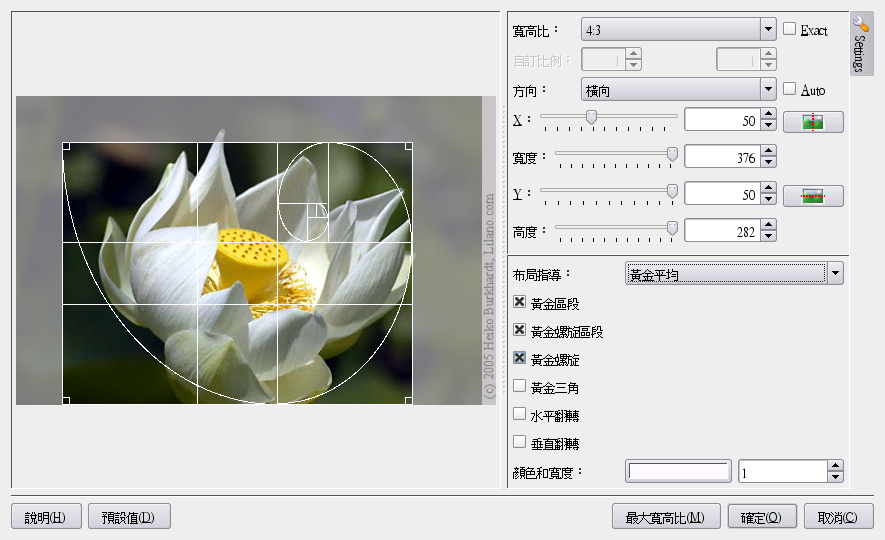 寬高比：
4:3
Exact
自訂比例：
1
:
1
方向：
橫向
Auto
X：
50
寬度：
376
Y：
50
高度：
282
Settings
(c) 2005 Heiko Burkhardt, Lilano.com
布局指導：
黃金平均
黃金區段
黃金螺旋區段
黃金螺旋
黃金三角
水平翻轉
垂直翻轉
顏色和寬度：
1
說明(H)
預設值(D)
最大寬高比(M)
確定(O)
取消(C)